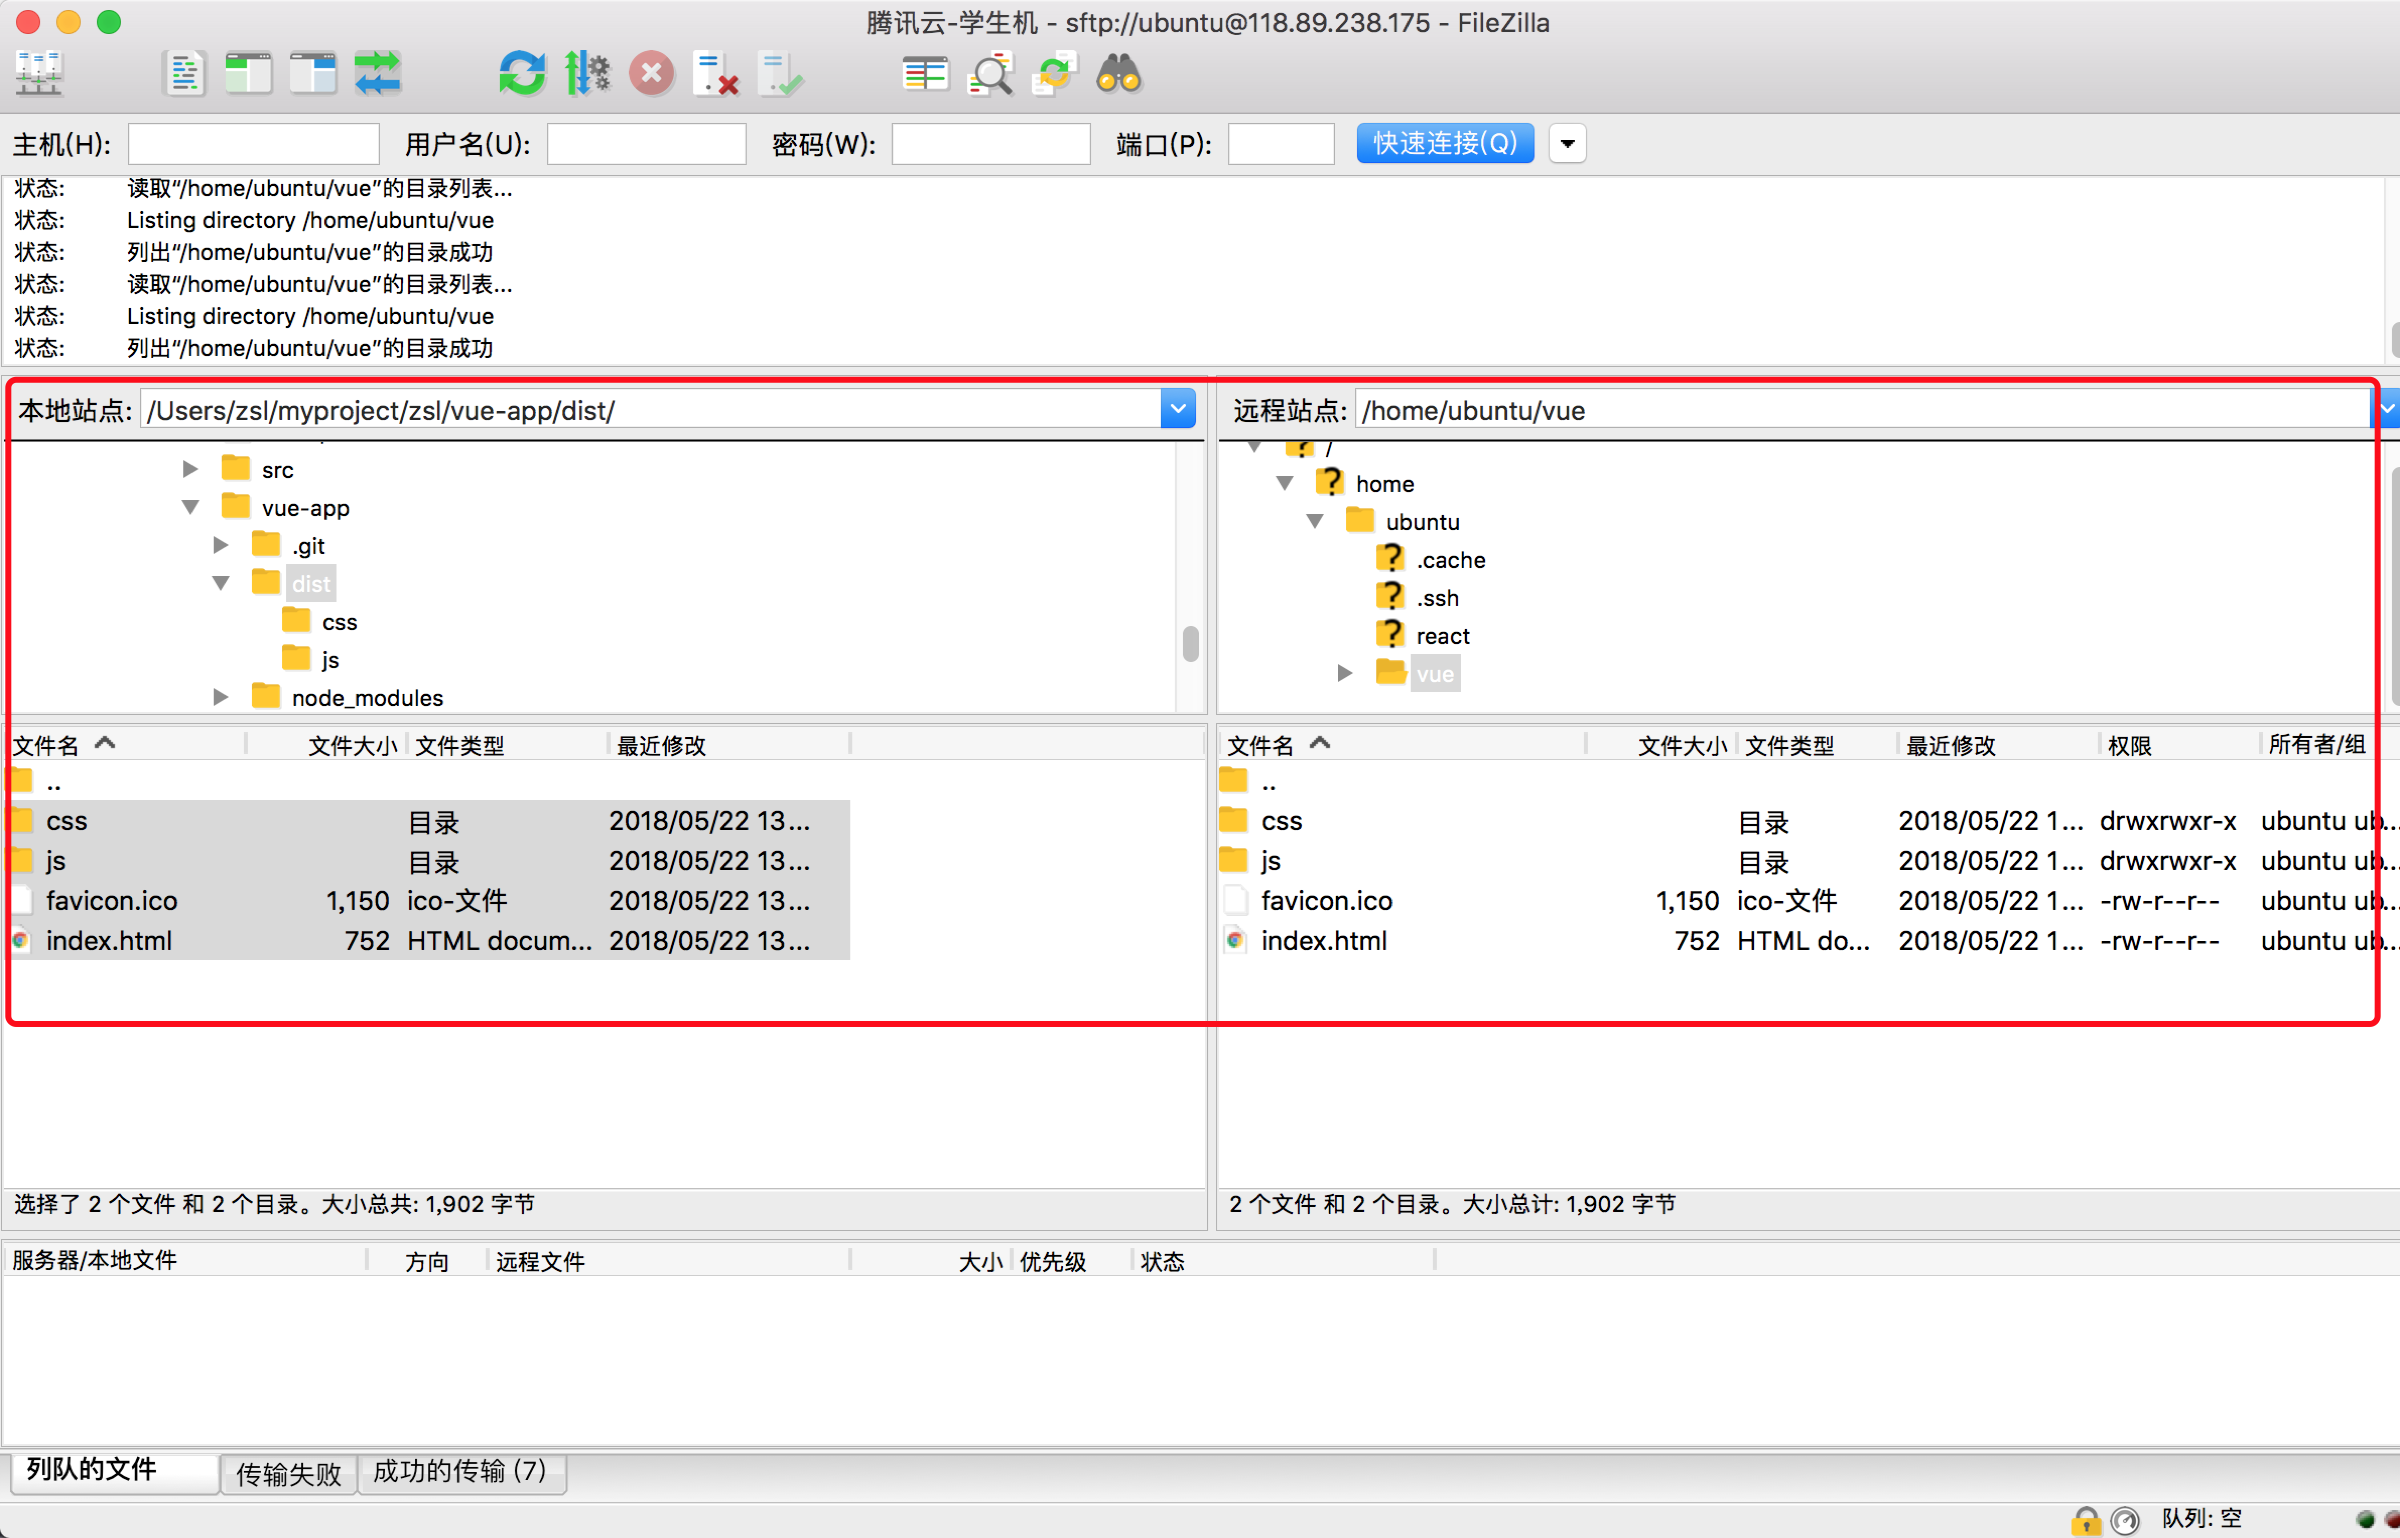 腾讯云-学生机 - sftp://ubuntu@118.89.238.175 - FileZilla
主机(H): 用户名(U): 密码(W): 端口(P): 快速连接(Q)
状态: 读取“/home/ubuntu/vue”的目录列表...
状态: Listing directory /home/ubuntu/vue
状态: 列出“/home/ubuntu/vue”的目录成功
状态: 读取“/home/ubuntu/vue”的目录列表...
状态: Listing directory /home/ubuntu/vue
状态: 列出“/home/ubuntu/vue”的目录成功
本地站点: /Users/zsl/myproject/zsl/vue-app/dist/
src
vue-app
.git
dist
css
js
node_modules
文件名 文件大小 文件类型 最近修改
..
css 目录 2018/05/22 13...
js 目录 2018/05/22 13...
favicon.ico 1,150 ico-文件 2018/05/22 13...
index.html 752 HTML docum... 2018/05/22 13...
选择了 2 个文件 和 2 个目录。大小总共: 1,902 字节
远程站点: /home/ubuntu/vue
/
home
ubuntu
.cache
.ssh
react
vue
文件名 文件大小 文件类型 最近修改 权限 所有者/组
..
css 目录 2018/05/22 1... drwxrwxr-x ubuntu ub...
js 目录 2018/05/22 1... drwxrwxr-x ubuntu ub...
favicon.ico 1,150 ico-文件 2018/05/22 1... -rw-r--r-- ubuntu ub...
index.html 752 HTML do... 2018/05/22 1... -rw-r--r-- ubuntu ub...
2 个文件 和 2 个目录。大小总计: 1,902 字节
服务器/本地文件 方向 远程文件 大小 优先级 状态
列队的文件 传输失败 成功的传输 (7)
队列: 空